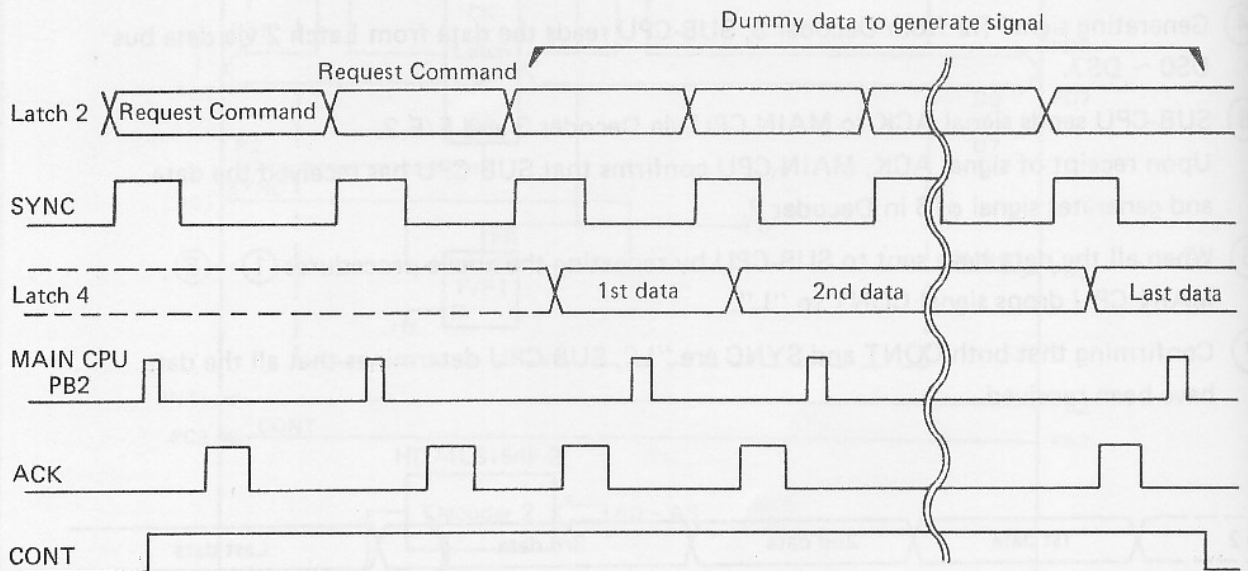 Dummy data to generate signal
Request Command
Latch 2
Request Command
SYNC
Latch 4
1st data
2nd data
Last data
MAIN CPU
PB2
ACK
CONT